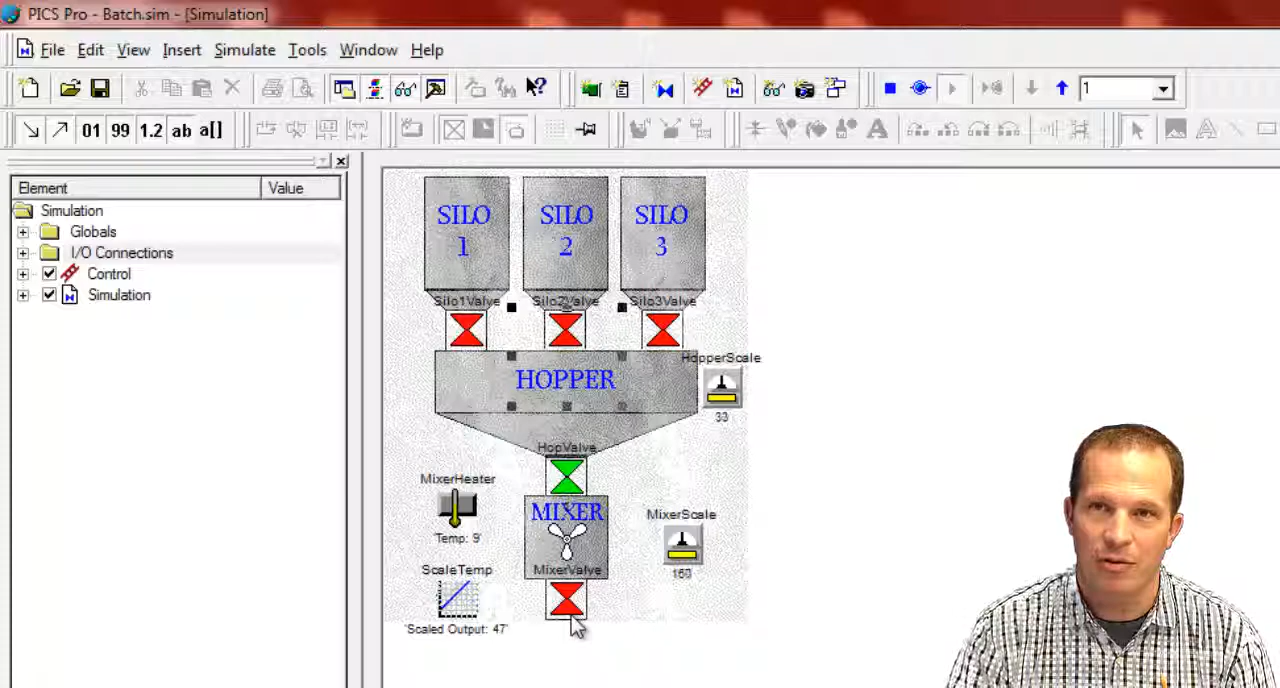 PICS Pro - Batch.sim - [Simulation]
File Edit View Insert Simulate Tools Window Help
1
01 99 1.2 ab a[]
Element Value
Simulation
Globals
I/O Connections
Control
Simulation
SILO 1
SILO 2
SILO 3
Silo1Valve Silo2Valve Silo3Valve
HopperScale
HOPPER
33
HopValve
MixerHeater
MIXER
MixerScale
Temp: 9'
ScaleTemp
MixerValve
160
'Scaled Output: 47'